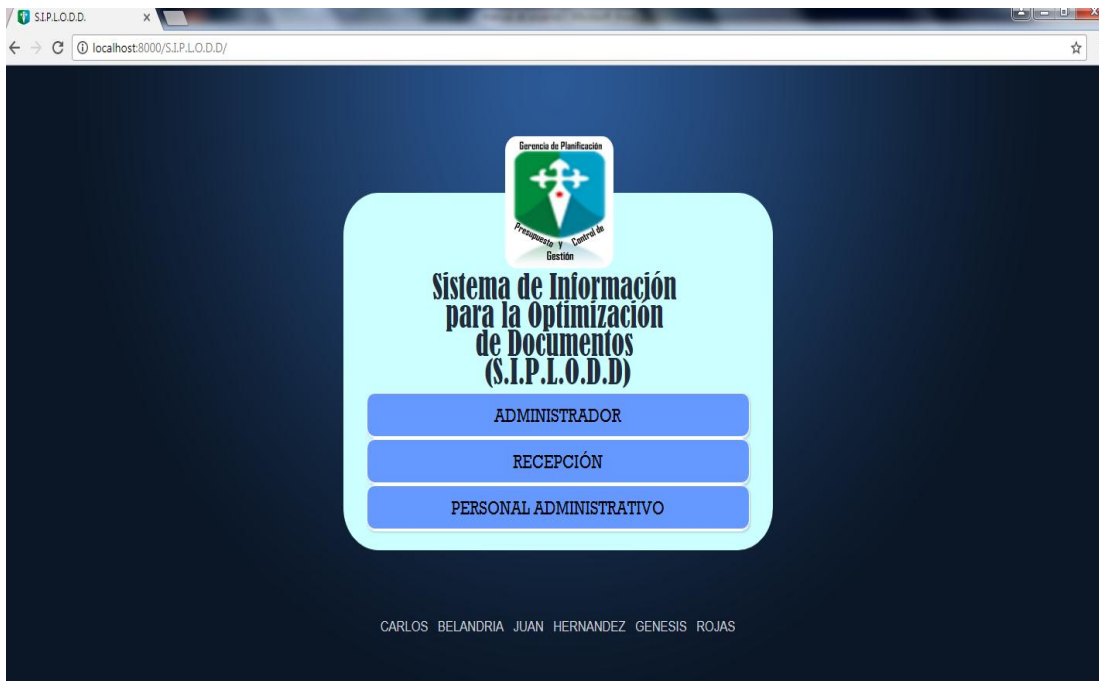 S.I.P.L.O.D.D.
localhost:8000/S.I.P.L.O.D.D/
Gerencia de Planificación
Presupuesto y Control de
Gestión
Sistema de Información
para la Optimización
de Documentos
(S.I.P.L.O.D.D)
ADMINISTRADOR
RECEPCIÓN
PERSONAL ADMINISTRATIVO
CARLOS BELANDRIA JUAN HERNANDEZ GENESIS ROJAS